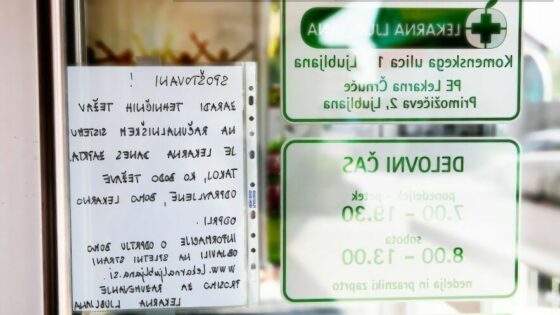 SPOŠTOVANI !
ZARADI TEHNIČNIH TEŽAV
NA RAČUNALNIŠKEM SISTEMU
JE LEKARNA DANES ZAPRTA
TAKOJ, KO BODO TEŽAVE
ODPRAVLJENE, BOMO LEKARNO
ODPRLI.
INFORMACIJE O ODPRTJU BOMO
OBJAVILI NA SPLETNI STRANI
www.lekarnaljubljana.si.
PROSIMO ZA RAZUMEVANJE
LEKARNA LJUBLJANA
LEKARNA LJUBLJANA
Komenskega ulica 11, Ljubljana
PE Lekarna Črnuče
Primožičeva 2, Ljubljana
DELOVNI ČAS
ponedeljek - petek
7.00 - 19.30
sobota
8.00 - 13.00
nedelja in prazniki zaprto